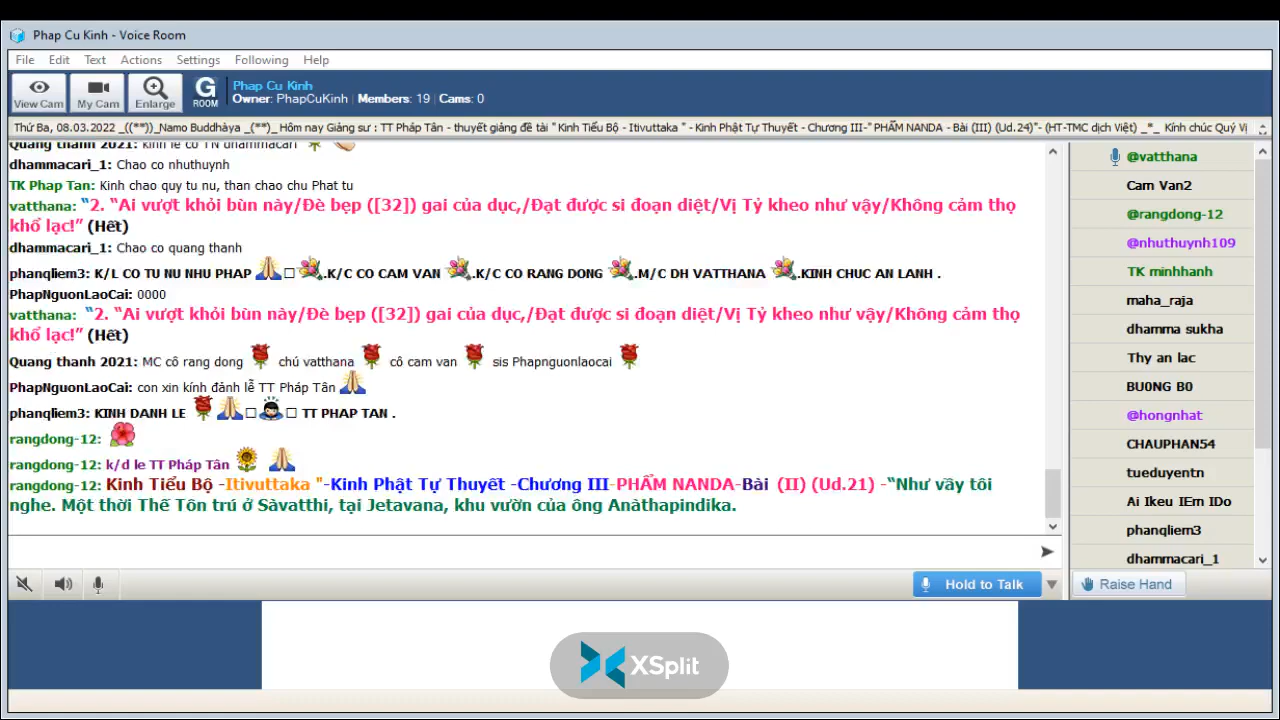 Phap Cu Kinh - Voice Room
File Edit Text Actions Settings Following Help
View Cam My Cam Enlarge G ROOM
Phap Cu Kinh
Owner: PhapCuKinh Members: 19 Cams: 0
Thứ Ba, 08.03.2022 _((**))_Namo Buddhàya _(**)_ Hôm nay Giảng sư : TT Pháp Tân - thuyết giảng đề tài " Kinh Tiểu Bộ - Itivuttaka " - Kinh Phật Tự Thuyết - Chương III-" PHẨM NANDA - Bài (III) (Ud.24)"- (HT-TMC dịch Việt) _*_ Kính chúc Quý Vị
Quang thanh 2021: kinh le co TN dhammacari
dhammacari_1: Chao co nhuthuynh
TK Phap Tan: Kinh chao quy tu nu, than chao chu Phat tu
vatthana: "2. "Ai vượt khỏi bùn này/Đè bẹp ([32]) gai của dục,/Đạt được si đoạn diệt/Vị Tỷ kheo như vậy/Không cảm thọ
khổ lạc!" (Hết)
dhammacari_1: Chao co quang thanh
phanqliem3: K/L CO TU NU NHU PHAP .K/C CO CAM VAN .K/C CO RANG DONG .M/C DH VATTHANA .KINH CHUC AN LANH .
PhapNguonLaoCai: 0000
vatthana: "2. "Ai vượt khỏi bùn này/Đè bẹp ([32]) gai của dục,/Đạt được si đoạn diệt/Vị Tỷ kheo như vậy/Không cảm thọ
khổ lạc!" (Hết)
Quang thanh 2021: MC cô rang dong chú vatthana cô cam van sis Phapnguonlaocai
PhapNguonLaoCai: con xin kính đảnh lễ TT Pháp Tân
phanqliem3: KINH DANH LE TT PHAP TAN .
rangdong-12:
rangdong-12: k/d le TT Pháp Tân
rangdong-12: Kinh Tiểu Bộ -Itivuttaka "-Kinh Phật Tự Thuyết -Chương III-PHẨM NANDA-Bài (II) (Ud.21) -"Như vầy tôi
nghe. Một thời Thế Tôn trú ở Sàvatthi, tại Jetavana, khu vườn của ông Anàthapindika.
@vatthana
Cam Van2
@rangdong-12
@nhuthuynh109
TK minhhanh
maha_raja
dhamma sukha
Thy an lac
BU0NG B0
@hongnhat
CHAUPHAN54
tueduyentn
Ai lkeu IErn IDo
phanqliem3
dhammacari_1
Hold to Talk
Raise Hand
XSplit